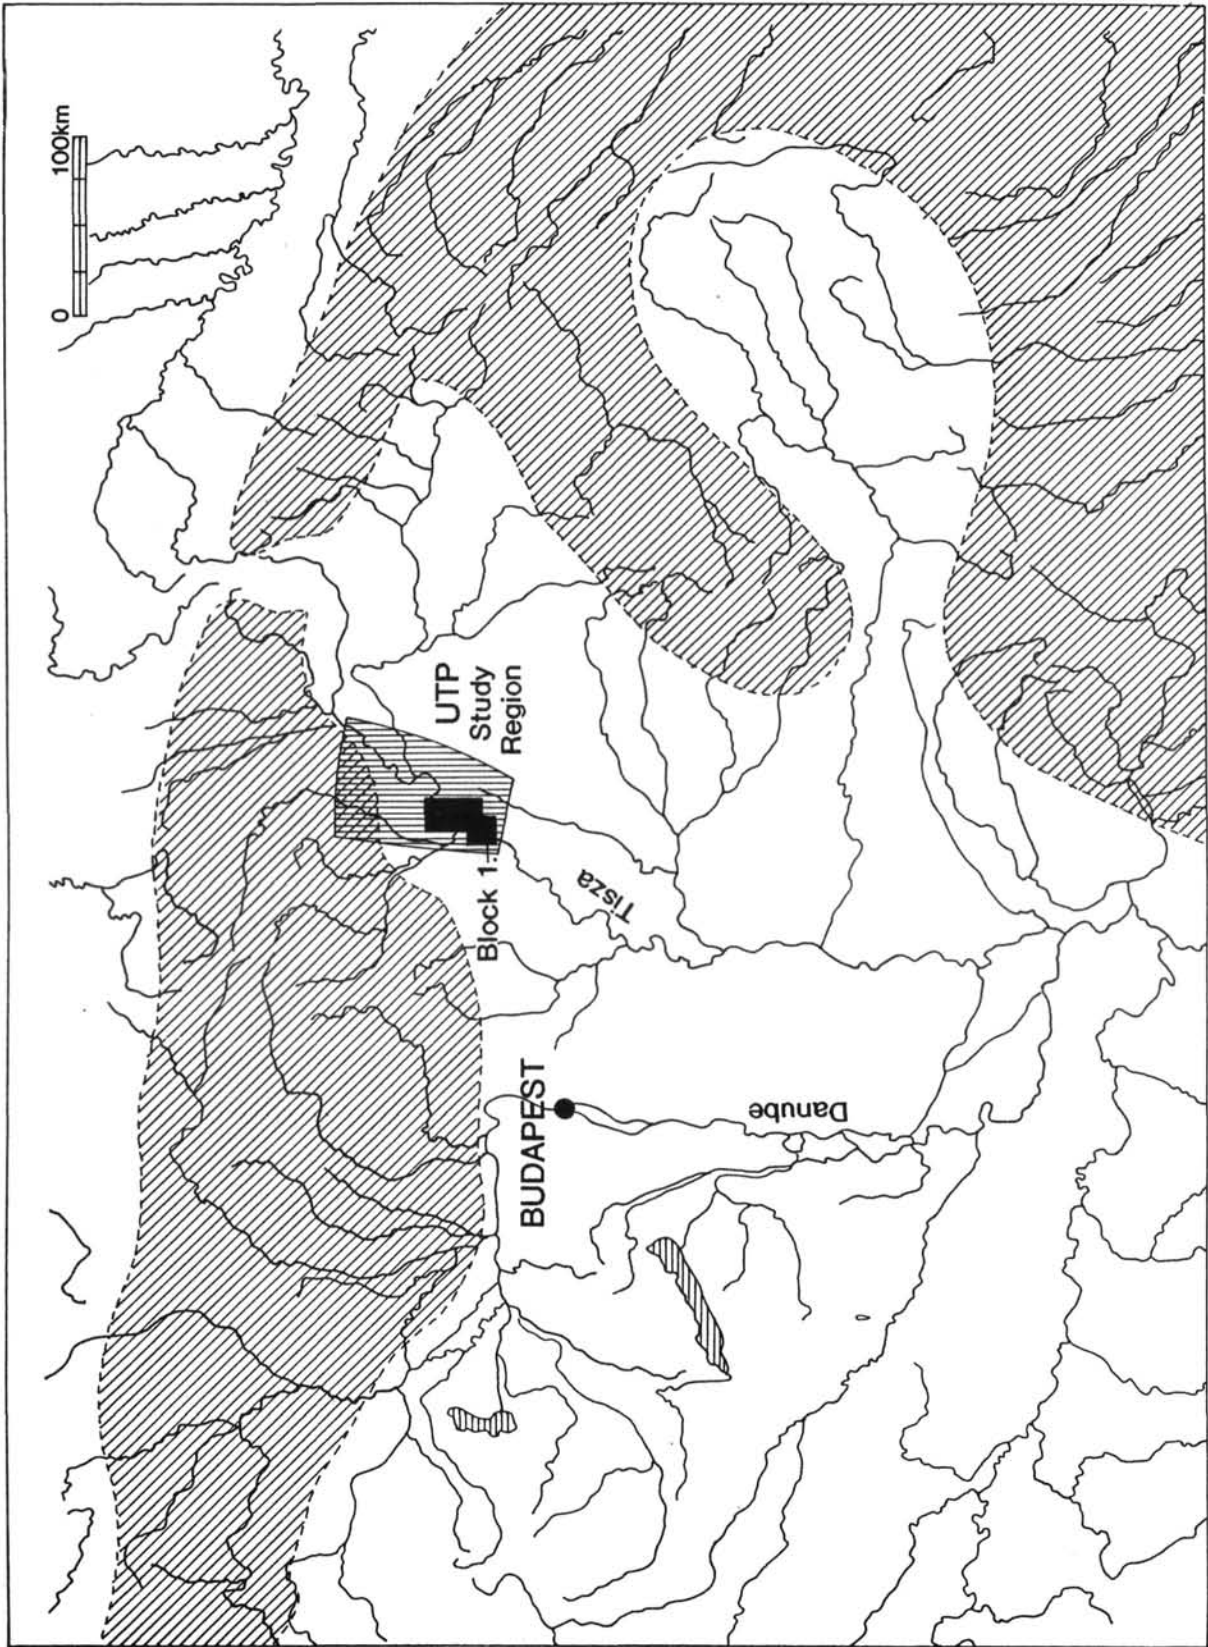 0 100km
UTP
Study
Region
Block 1.
Tisza
BUDAPEST
Danube